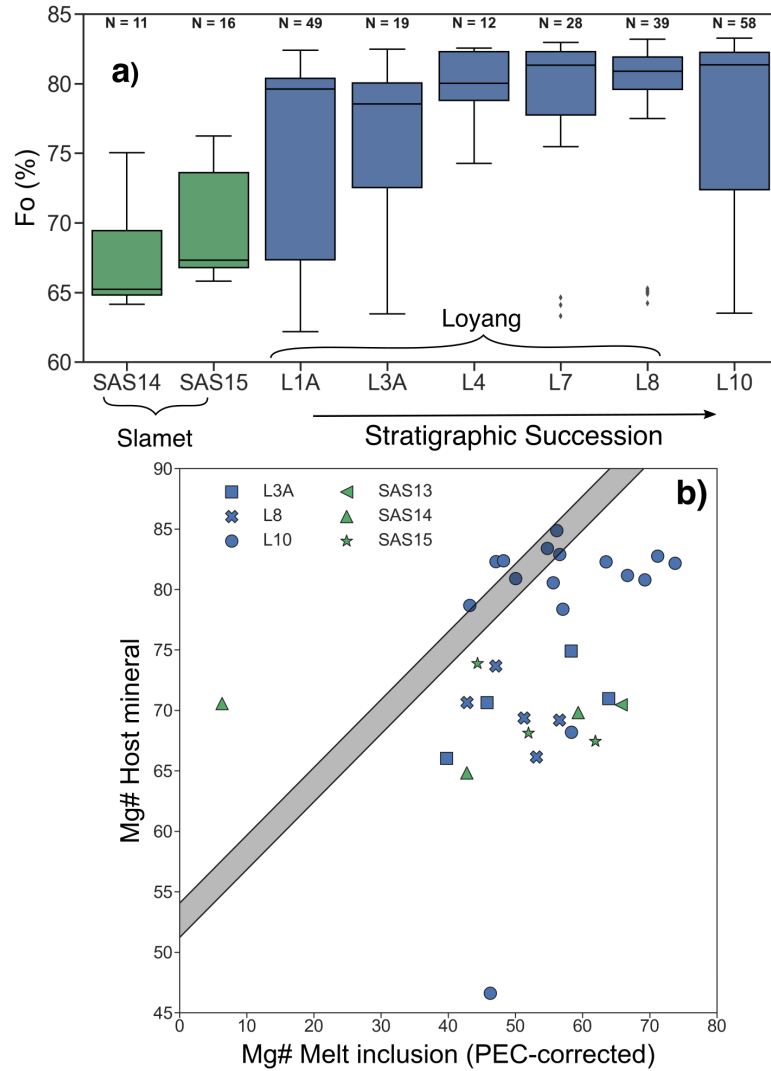 N = 11 N = 16 N = 49 N = 19 N = 12 N = 28 N = 39 N = 58
a)
85
80
75
70
65
60
Fo (%)
Loyang
SAS14 SAS15 L1A L3A L4 L7 L8 L10
Slamet
Stratigraphic Succession
b)
L3A SAS13
L8 SAS14
L10 SAS15
90
85
80
75
70
65
60
55
50
45
Mg# Host mineral
0 10 20 30 40 50 60 70 80
Mg# Melt inclusion (PEC-corrected)